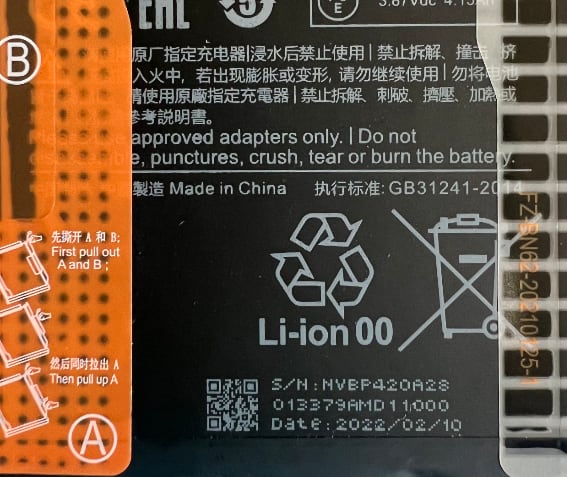 EAC
5
E
3.87Vdc 4.15Ah
B
原厂指定充电器|浸水后禁止使用 | 禁止拆解、撞击、挤
入火中，若出现膨胀或变形, 请勿继续使用 | 勿将电池
請使用原廠指定充電器 | 禁止拆解、刺破、擠壓、加熱或
參考説明書。
approved adapters only. | Do not
punctures, crush, tear or burn the battery.
製造 Made in China 执行标准: GB31241-2014
先撕开 A 和 B;
First pull out
A and B ;
然后同时拉出 A
Then pull up A
A
Li-ion 00
S/N:NVBP420A28
013379AMD11000
Date: 2022/02/10